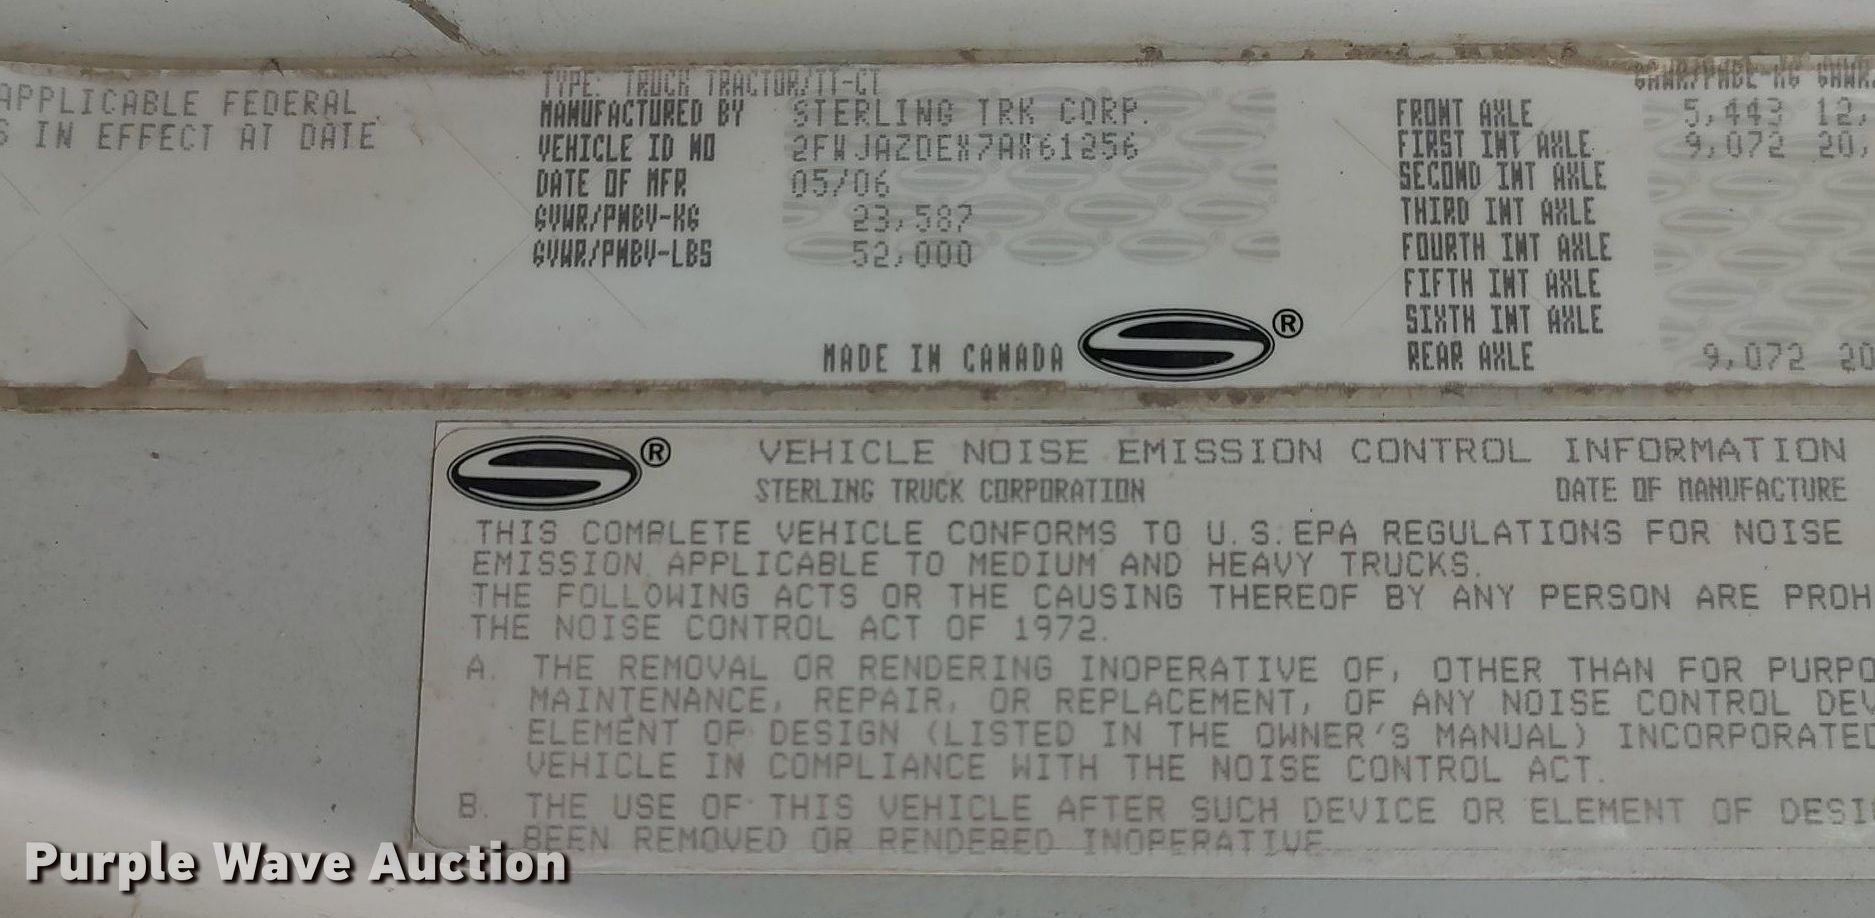 APPLICABLE FEDERAL
S IN EFFECT AT DATE
TYPE: TRUCK TRACTOR/TT-CT
MANUFACTURED BY STERLING TRK CORP.
VEHICLE ID NO 2FWJAZDEX7AX61256
DATE OF MFR 05/06
GVWR/PNBV-KG 23,587
GVWR/PNBV-LBS 52,000
MADE IN CANADA ®
GAWR/PNBE-KG GAWR
FRONT AXLE 5,443 12,
FIRST INT AXLE 9,072 20,
SECOND INT AXLE
THIRD INT AXLE
FOURTH INT AXLE
FIFTH INT AXLE
SIXTH INT AXLE
REAR AXLE 9,072 20
® VEHICLE NOISE EMISSION CONTROL INFORMATION
STERLING TRUCK CORPORATION DATE OF MANUFACTURE
THIS COMPLETE VEHICLE CONFORMS TO U.S.EPA REGULATIONS FOR NOISE
EMISSION APPLICABLE TO MEDIUM AND HEAVY TRUCKS.
THE FOLLOWING ACTS OR THE CAUSING THEREOF BY ANY PERSON ARE PROH
THE NOISE CONTROL ACT OF 1972.
A. THE REMOVAL OR RENDERING INOPERATIVE OF, OTHER THAN FOR PURPO
MAINTENANCE, REPAIR, OR REPLACEMENT, OF ANY NOISE CONTROL DEV
ELEMENT OF DESIGN (LISTED IN THE OWNER'S MANUAL) INCORPORATED
VEHICLE IN COMPLIANCE WITH THE NOISE CONTROL ACT.
B. THE USE OF THIS VEHICLE AFTER SUCH DEVICE OR ELEMENT OF DESI
BEEN REMOVED OR RENDERED INOPERATIVE
Purple Wave Auction